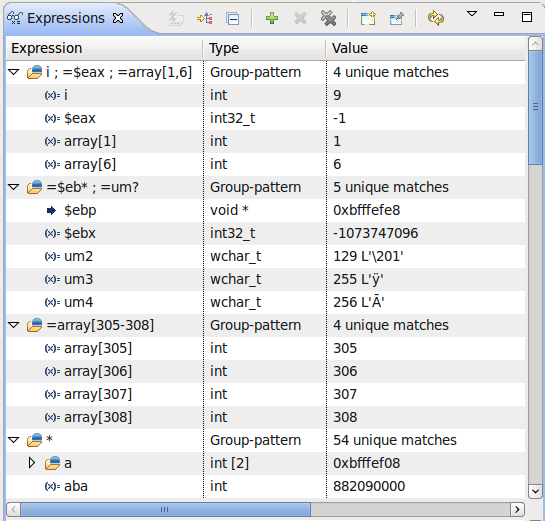 Expressions
Expression Type Value
i ; =$eax ; =array[1,6] Group-pattern 4 unique matches
(x)= i int 9
(x)= $eax int32_t -1
(x)= array[1] int 1
(x)= array[6] int 6
=$eb* ; =um? Group-pattern 5 unique matches
$ebp void * 0xbfffefe8
(x)= $ebx int32_t -1073747096
(x)= um2 wchar_t 129 L'\201'
(x)= um3 wchar_t 255 L'ÿ'
(x)= um4 wchar_t 256 L'Ā'
=array[305-308] Group-pattern 4 unique matches
(x)= array[305] int 305
(x)= array[306] int 306
(x)= array[307] int 307
(x)= array[308] int 308
* Group-pattern 54 unique matches
a int [2] 0xbfffef08
(x)= aba int 882090000